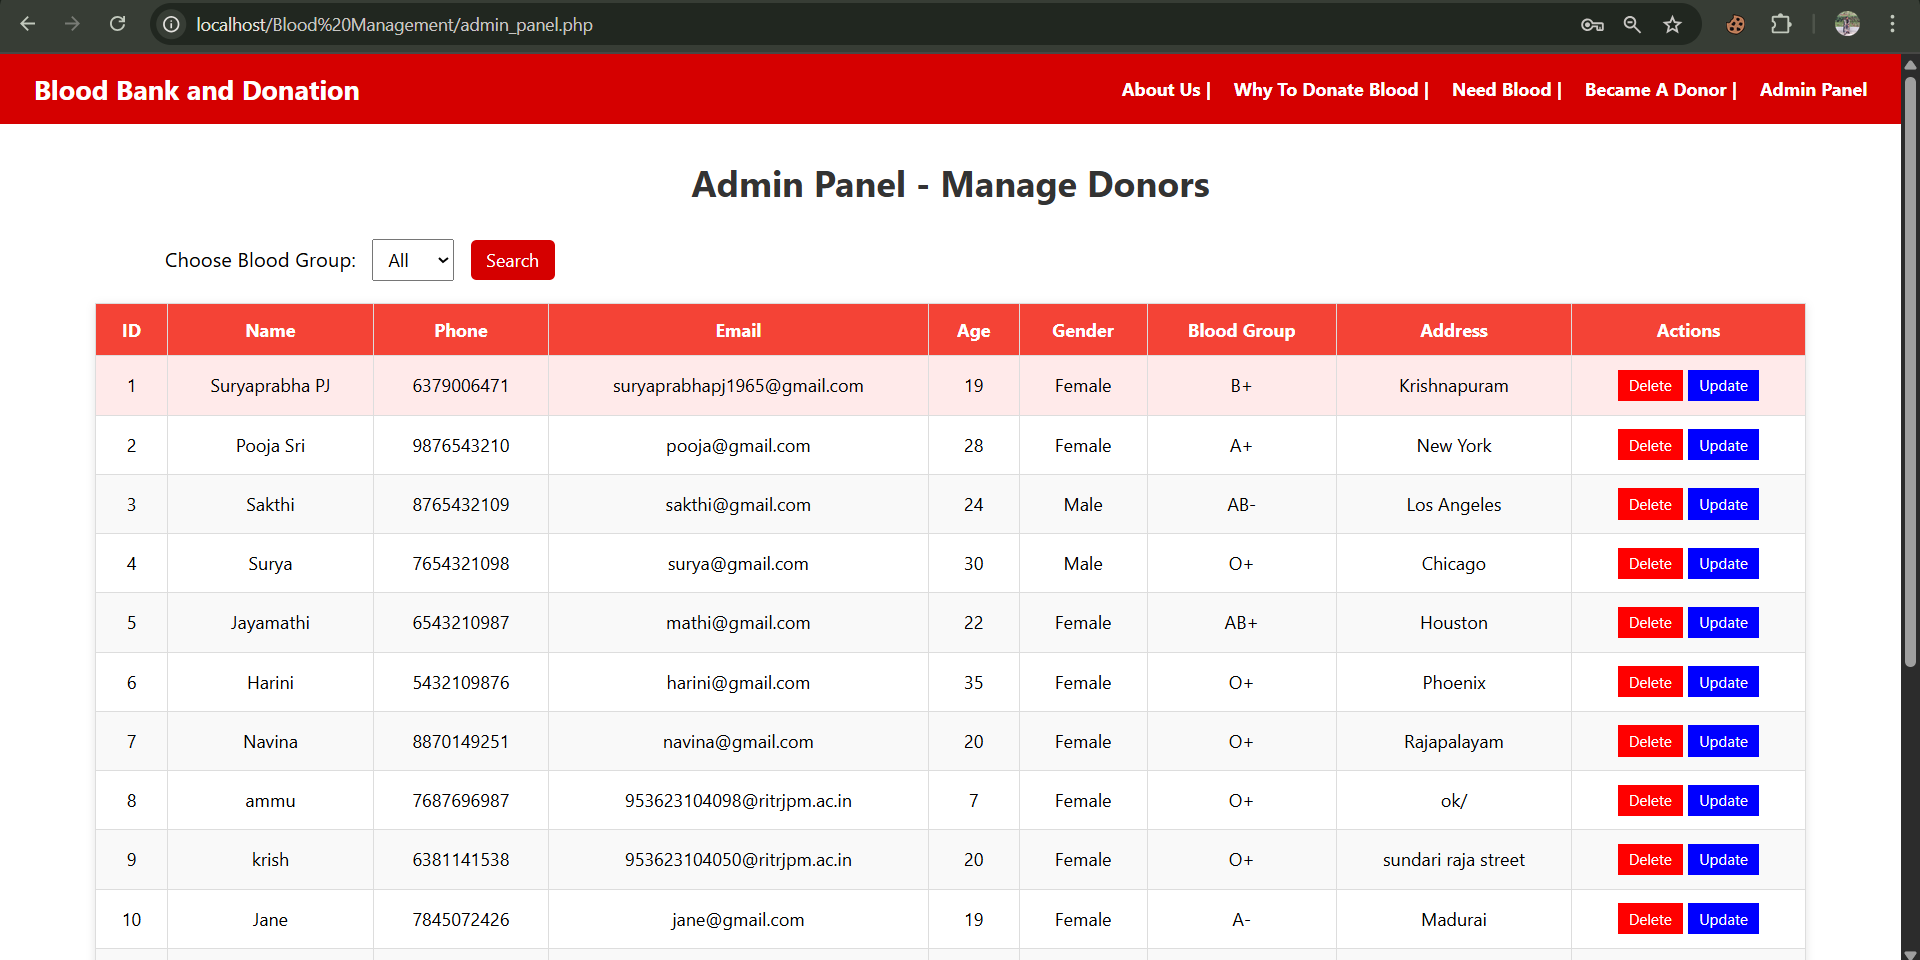 localhost/Blood%20Management/admin_panel.php
Blood Bank and Donation About Us | Why To Donate Blood | Need Blood | Became A Donor | Admin Panel
Admin Panel - Manage Donors
Choose Blood Group: All Search
ID Name Phone Email Age Gender Blood Group Address Actions
1 Suryaprabha PJ 6379006471 suryaprabhapj1965@gmail.com 19 Female B+ Krishnapuram Delete Update
2 Pooja Sri 9876543210 pooja@gmail.com 28 Female A+ New York Delete Update
3 Sakthi 8765432109 sakthi@gmail.com 24 Male AB- Los Angeles Delete Update
4 Surya 7654321098 surya@gmail.com 30 Male O+ Chicago Delete Update
5 Jayamathi 6543210987 mathi@gmail.com 22 Female AB+ Houston Delete Update
6 Harini 5432109876 harini@gmail.com 35 Female O+ Phoenix Delete Update
7 Navina 8870149251 navina@gmail.com 20 Female O+ Rajapalayam Delete Update
8 ammu 7687696987 953623104098@ritrjpm.ac.in 7 Female O+ ok/ Delete Update
9 krish 6381141538 953623104050@ritrjpm.ac.in 20 Female O+ sundari raja street Delete Update
10 Jane 7845072426 jane@gmail.com 19 Female A- Madurai Delete Update